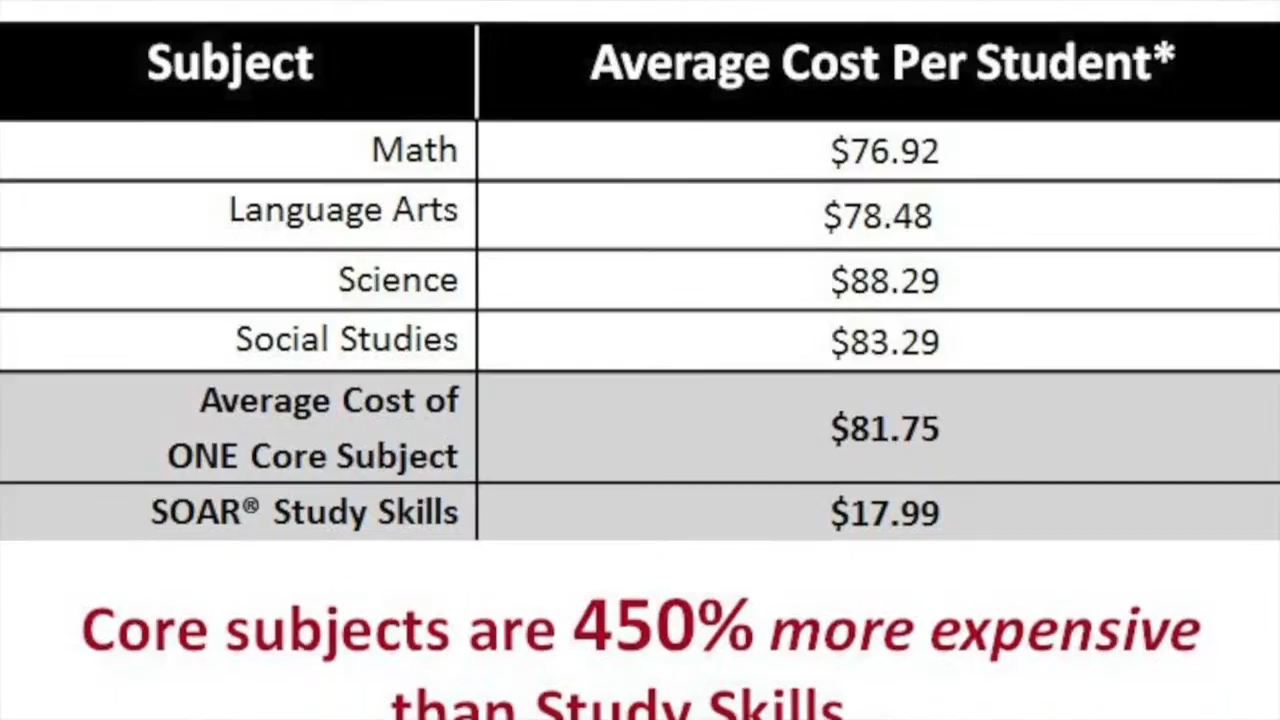 Subject Average Cost Per Student*
Math $76.92
Language Arts $78.48
Science $88.29
Social Studies $83.29
Average Cost of
ONE Core Subject $81.75
SOAR® Study Skills $17.99
Core subjects are 450% more expensive
than Study Skills